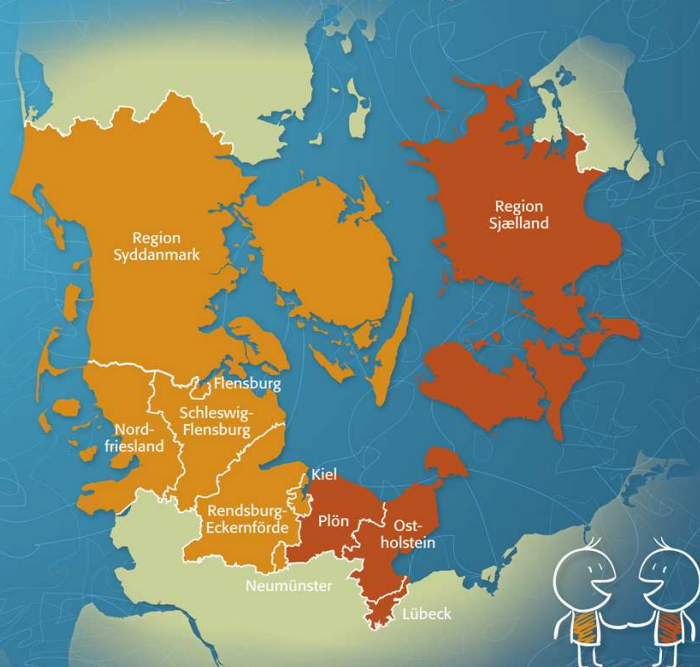 Region
Sjælland
Region
Syddanmark
Flensburg
Schleswig-
Flensburg
Nord-
friesland
Kiel
Rendsburg-
Eckernförde
Plön
Ost-
holstein
Neumünster
Lübeck